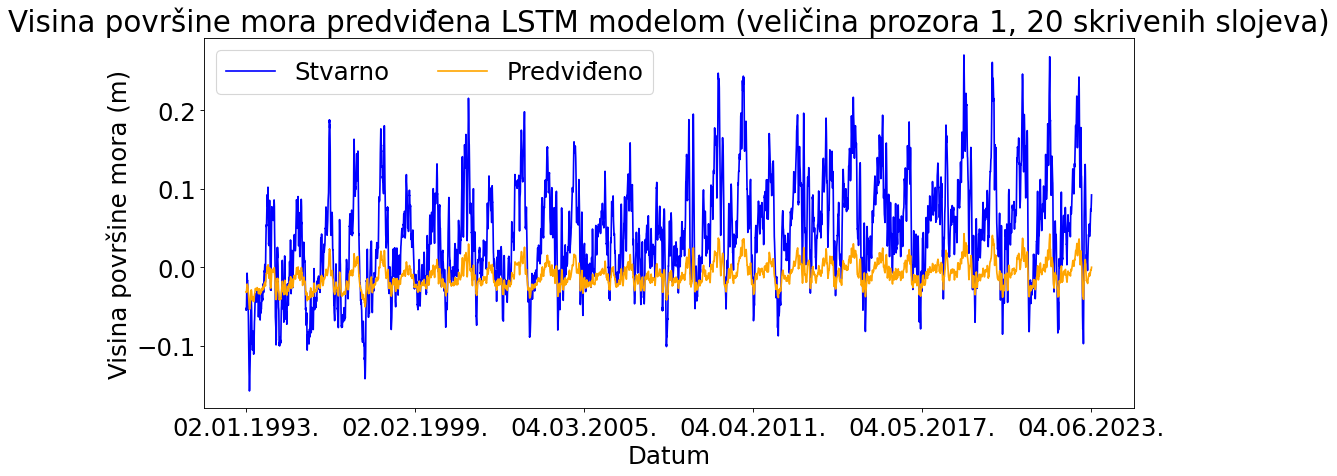 Visina površine mora predviđena LSTM modelom (veličina prozora 1, 20 skrivenih slojeva)
Stvarno
Predviđeno
Visina površine mora (m)
0.2
0.1
0.0
−0.1
02.01.1993.
02.02.1999.
04.03.2005.
04.04.2011.
04.05.2017.
04.06.2023.
Datum